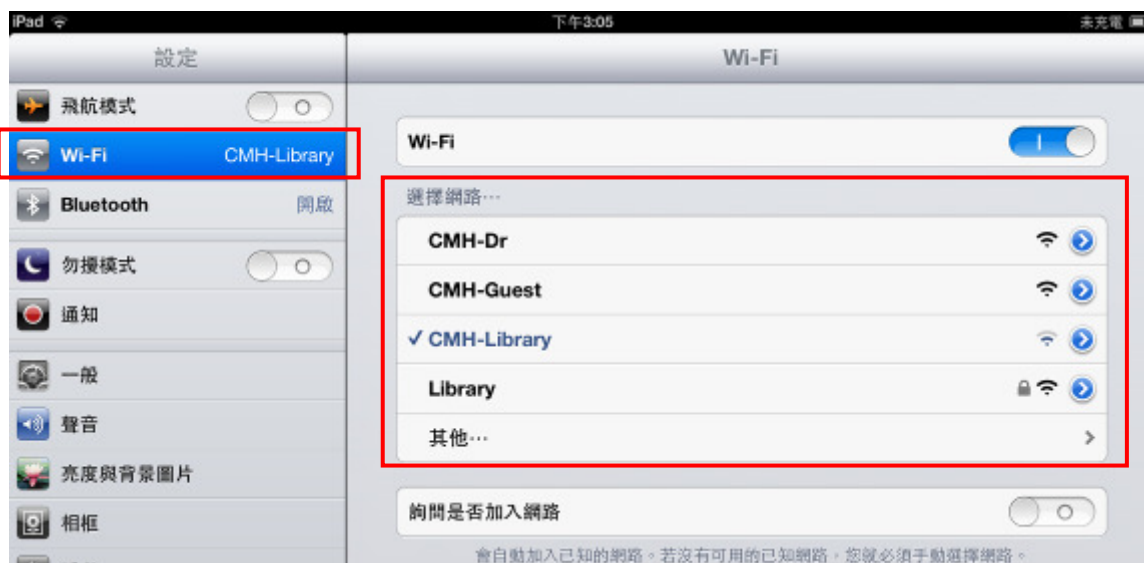 iPad 下午3:05 未充電
設定 Wi-Fi
飛航模式
Wi-Fi CMH-Library
Bluetooth 開啟
勿擾模式
通知
一般
聲音
亮度與背景圖片
相框
Wi-Fi
選擇網路…
CMH-Dr
CMH-Guest
✓ CMH-Library
Library
其他…
詢問是否加入網路
會自動加入已知的網路。若沒有可用的已知網路，您就必須手動選擇網路。